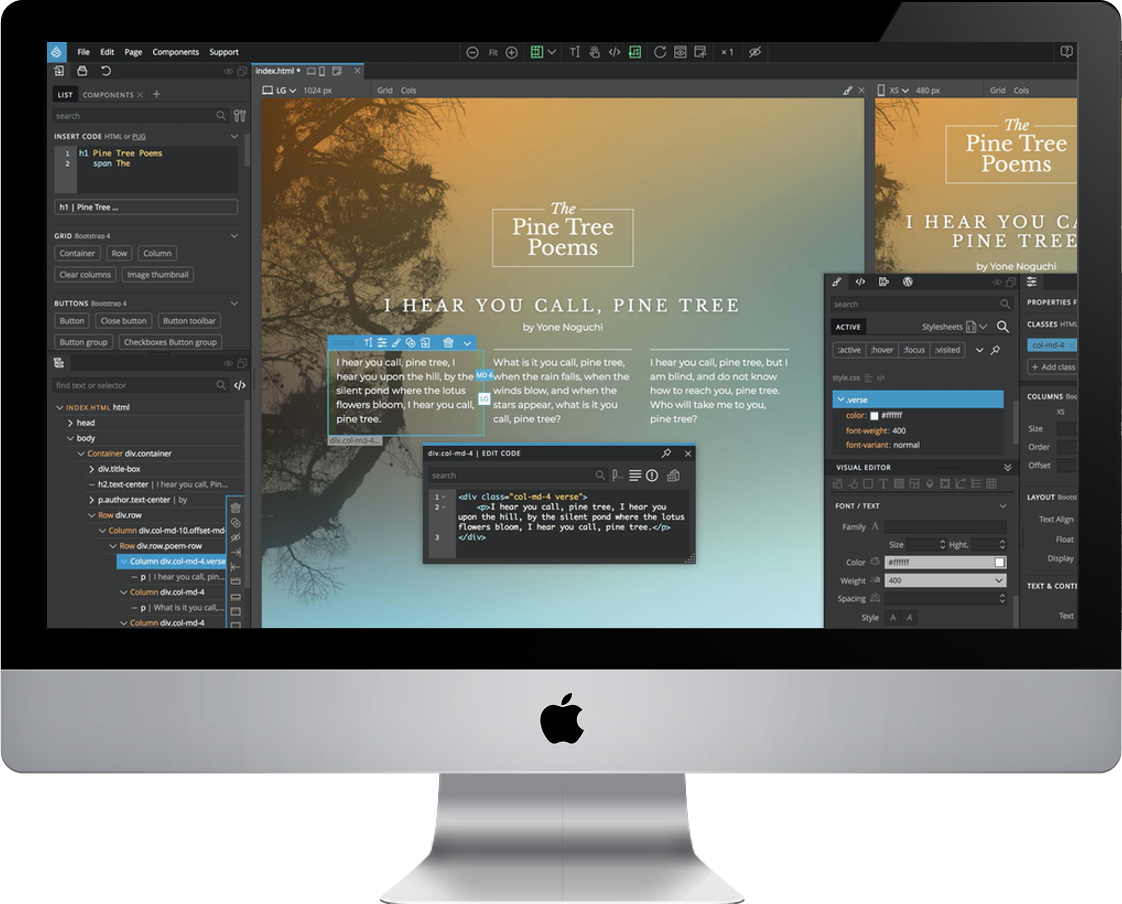 File Edit Page Components Support
Fit
JS
× 1
LIST COMPONENTS
search
INSERT CODE HTML or PUG
1 h1 Pine Tree Poems
2 span The
h1 | Pine Tree ...
GRID Bootstrap 4
Container Row Column
Clear columns Image thumbnail
BUTTONS Bootstrap 4
Button Close button Button toolbar
Button group Checkboxes Button group
find text or selector
INDEX.HTML html
head
body
Container div.container
div.title-box
h2.text-center | I hear you call, Pin...
p.author.text-center | by
Row div.row
Column div.col-md-10.offset-md
Row div.row.poem-row
Column div.col-md-4.verse
p | I hear you call, pin...
Column div.col-md-4
p | What is it you call,...
Column div.col-md-4
index.html *
LG 1024 px Grid Cols
The
Pine Tree
Poems
I HEAR YOU CALL, PINE TREE
by Yone Noguchi
I hear you call, pine tree, I
hear you upon the hill, by the
silent pond where the lotus
flowers bloom, I hear you call,
pine tree.
MD 4
LG
div.col-md-4...
What is it you call, pine tree,
when the rain falls, when the
winds blow, and when the
stars appear, what is it you
call, pine tree?
I hear you call, pine tree, but I
am blind, and do not know
how to reach you, pine tree.
Who will take me to you,
pine tree?
div.col-md-4 | EDIT CODE
search
1 <div class="col-md-4 verse">
2 <p>I hear you call, pine tree, I hear you
upon the hill, by the silent pond where the lotus
flowers bloom, I hear you call, pine tree.</p>
3 </div>
XS 480 px Grid Cols
The
Pine Tree
Poems
I HEAR YOU CA
PINE TREE
by Yone Noguchi
search
ACTIVE Stylesheets
:active :hover :focus :visited
style.css
.verse
color: #ffffff
font-weight: 400
font-variant: normal
VISUAL EDITOR
FONT / TEXT
Family
Size Hght.
Color #ffffff
Weight 400
Spacing
Style A A
PROPERTIES F
CLASSES HTML
col-md-4 ×
+ Add class
COLUMNS Boo
XS
Size
Order
Offset
LAYOUT Bootst
Text Align
Float
Display
TEXT & CONTE
Text